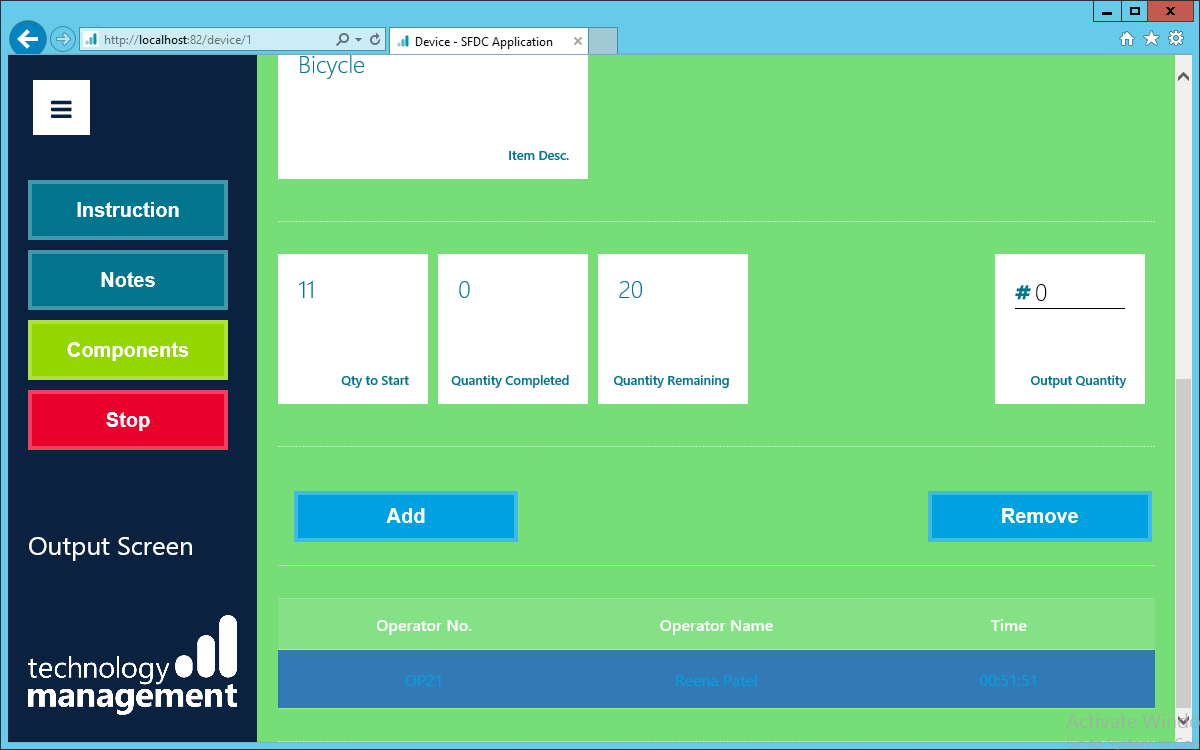 http://localhost:82/device/1
Device - SFDC Application
Bicycle
Item Desc.
Instruction
Notes
Components
Stop
11
0
20
# 0
Qty to Start
Quantity Completed
Quantity Remaining
Output Quantity
Add
Remove
Output Screen
Operator No.
Operator Name
Time
OP21
Reena Patel
00:51:51
technology
management
Activate